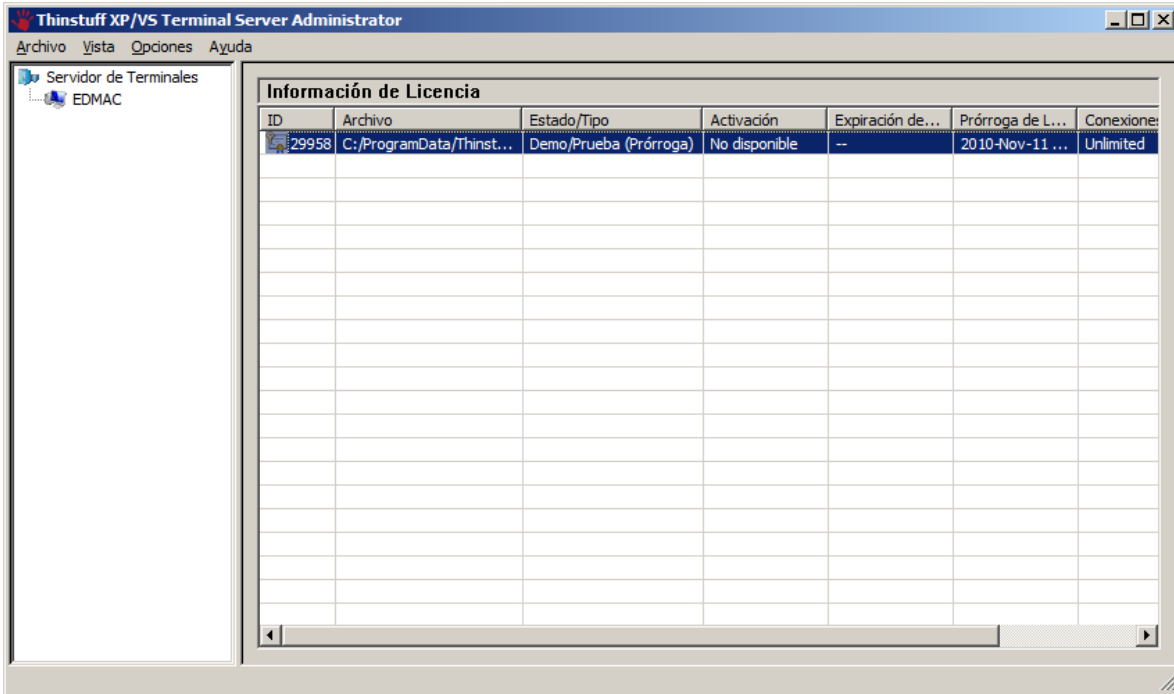 Thinstuff XP/VS Terminal Server Administrator
Archivo Vista Opciones Ayuda
Servidor de Terminales
EDMAC
Información de Licencia
ID Archivo Estado/Tipo Activación Expiración de... Prórroga de L... Conexiones
29958 C:/ProgramData/Thinst... Demo/Prueba (Prórroga) No disponible -- 2010-Nov-11 ... Unlimited